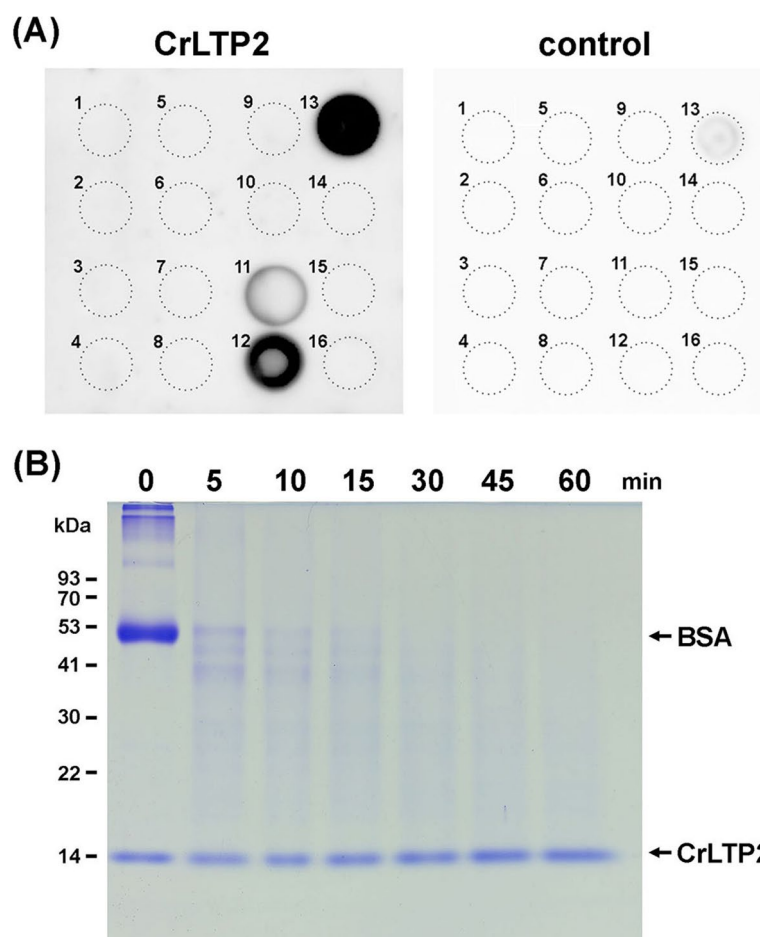 (A)
CrLTP2 control
1 5 9 13 1 5 9 13
2 6 10 14 2 6 10 14
3 7 11 15 3 7 11 15
4 8 12 16 4 8 12 16
(B)
0 5 10 15 30 45 60 min
kDa
93
70
53
BSA
41
30
22
14
CrLTP2